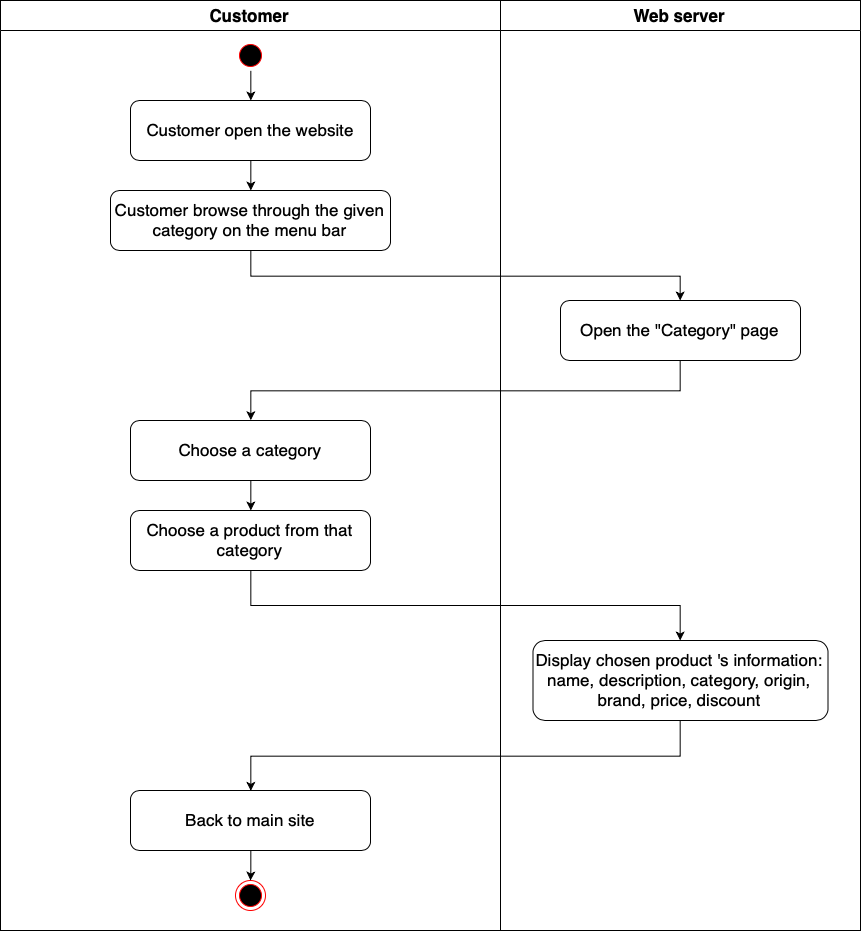 Customer
Web server
Customer open the website
Customer browse through the given
category on the menu bar
Open the "Category" page
Choose a category
Choose a product from that
category
Display chosen product 's information:
name, description, category, origin,
brand, price, discount
Back to main site